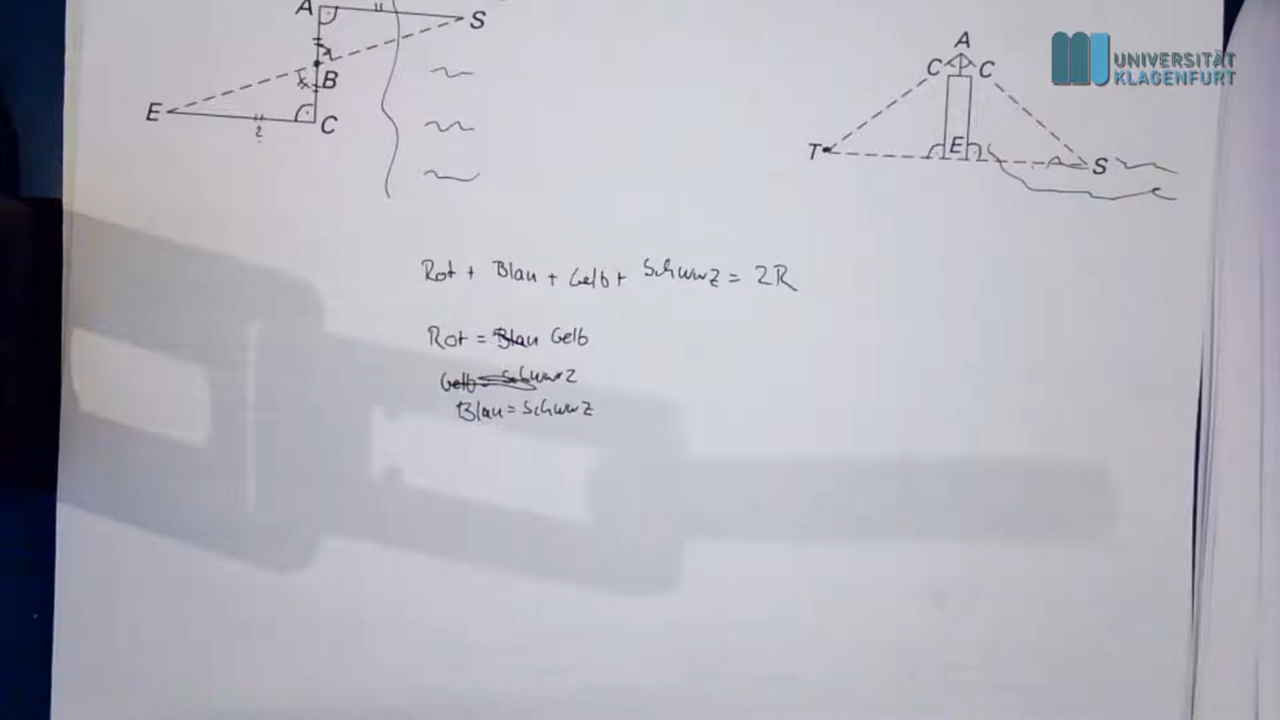 A
S
B
E
C
A
C C
T E S
UNIVERSITÄT
KLAGENFURT
Rot + Blau + Gelb + Schwarz = 2R
Rot = Blau Gelb
Gelb = Schwarz
Blau = Schwarz